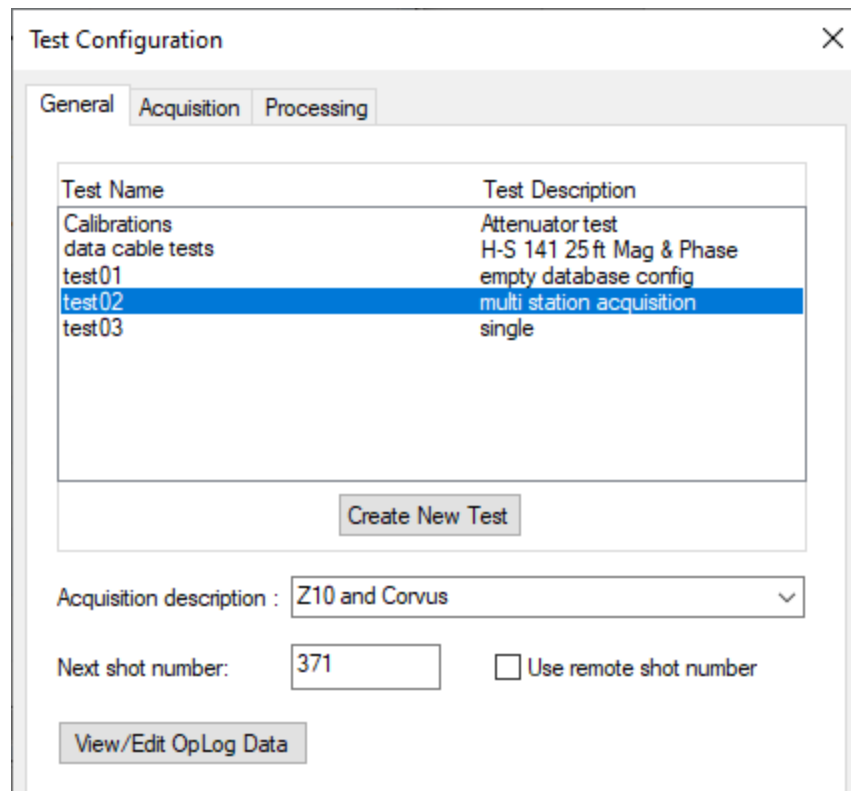 Test Configuration
General Acquisition Processing
Test Name Test Description
Calibrations Attenuator test
data cable tests H-S 141 25 ft Mag & Phase
test01 empty database config
test02 multi station acquisition
test03 single
Create New Test
Acquisition description : Z10 and Corvus
Next shot number: 371 Use remote shot number
View/Edit OpLog Data